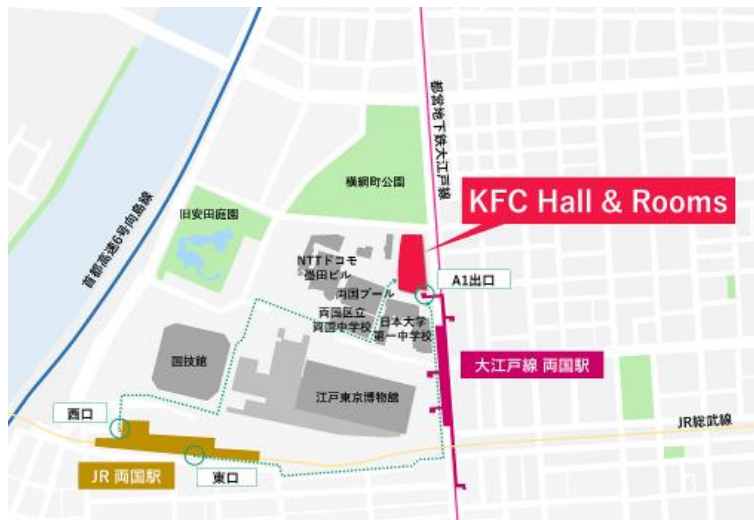 都営地下鉄大江戸線
横綱町公園
KFC Hall & Rooms
旧安田庭園
首都高速6号向島線
NTTドコモ
墨田ビル
A1出口
両国プール
両国区立
両国中学校
日本大学
第一中学校
国技館
大江戸線 両国駅
江戸東京博物館
西口
JR総武線
JR 両国駅
東口